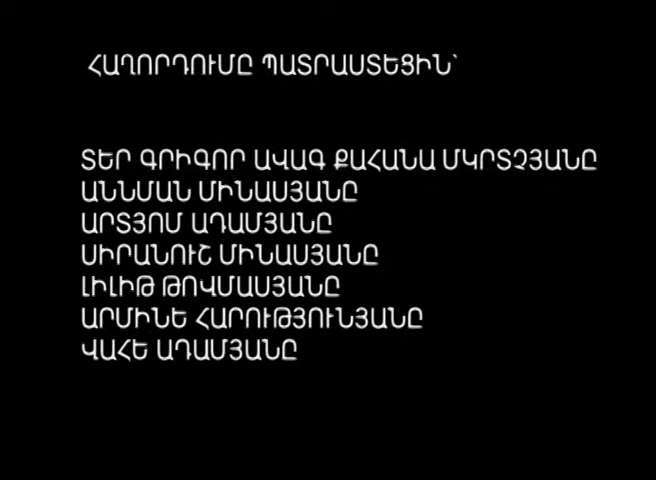 ՀԱՂՈՐԴՈՒՄԸ ՊԱՏՐԱՍՏԵՑԻՆ՝
ՏԵՐ ԳՐԻԳՈՐ ԱՎԱԳ ՔԱՀԱՆԱ ՄԿՐՏՉՅԱՆԸ
ԱՆՆՄԱՆ ՄԻՆԱՍՅԱՆԸ
ԱՐՏՅՈՄ ԱԴԱՄՅԱՆԸ
ՍԻՐԱՆՈՒՇ ՄԻՆԱՍՅԱՆԸ
ԼԻԼԻԹ ԹՈՎՄԱՍՅԱՆԸ
ԱՐՄԻՆԵ ՀԱՐՈՒԹՅՈՒՆՅԱՆԸ
ՎԱՀԵ ԱԴԱՄՅԱՆԸ